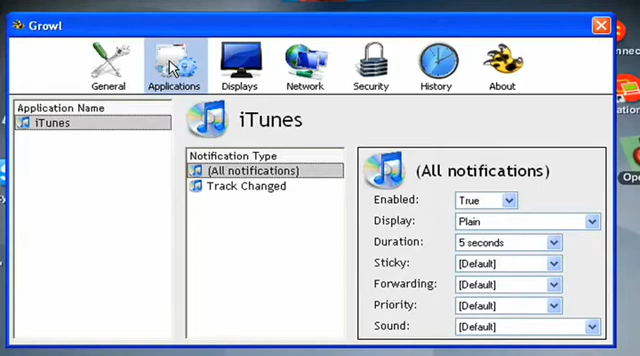 Growl
General
Applications
Displays
Network
Security
History
About
Application Name
iTunes
iTunes
Notification Type
(All notifications)
Track Changed
(All notifications)
Enabled: True
Display: Plain
Duration: 5 seconds
Sticky: [Default]
Forwarding: [Default]
Priority: [Default]
Sound: [Default]
Ope